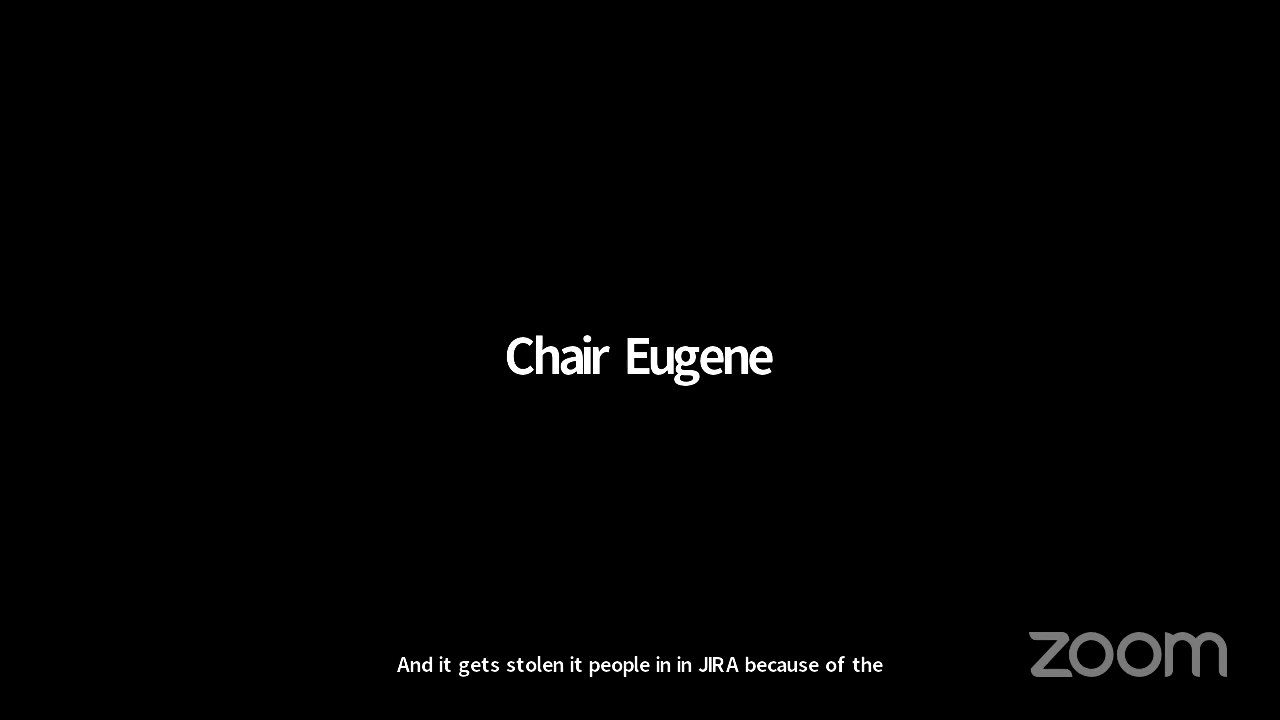 Chair Eugene
And it gets stolen it people in in JIRA because of the
zoom